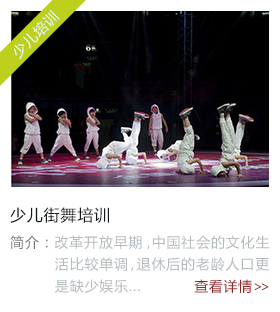 少儿培训
少儿街舞培训
简介：改革开放早期，中国社会的文化生
活比较单调，退休后的老龄人口更
是缺少娱乐... 查看详情>>